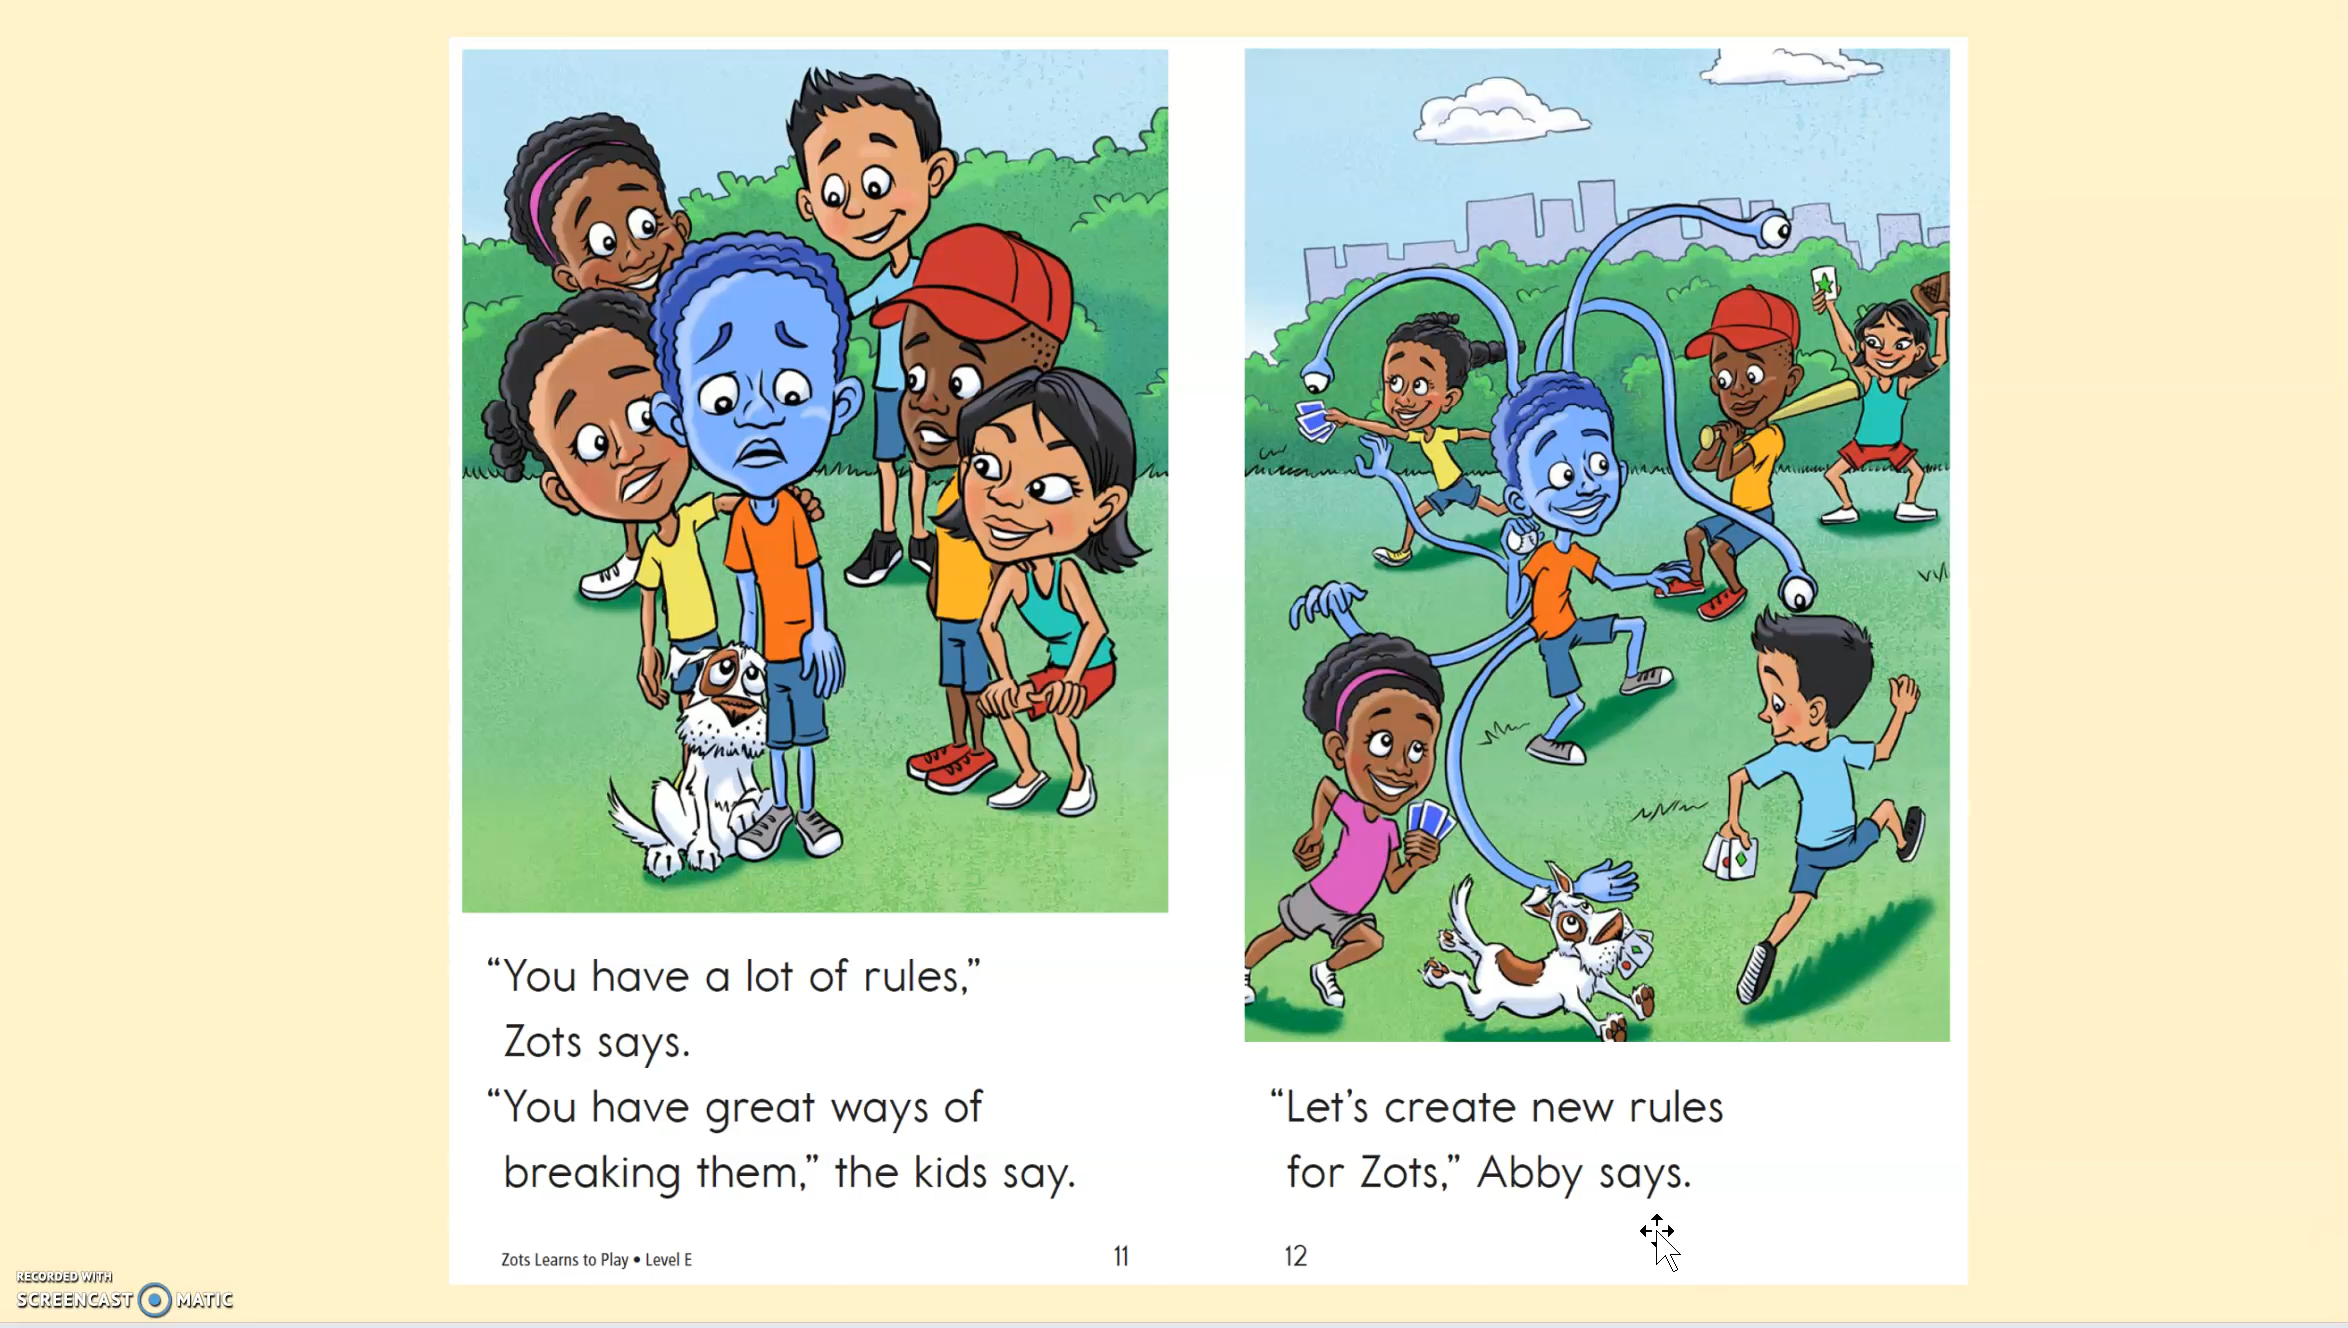 “You have a lot of rules,”
Zots says.
“You have great ways of
breaking them,” the kids say.
Zots Learns to Play • Level E
11
“Let’s create new rules
for Zots,” Abby says.
12
RECORDED WITH
SCREENCAST MATIC